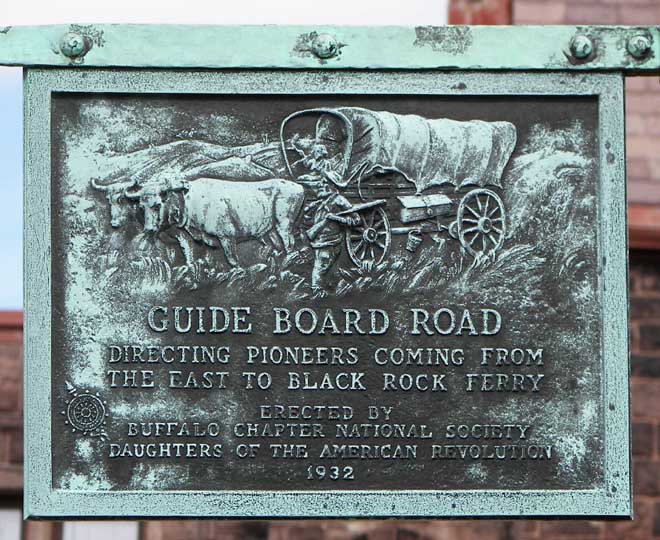 GUIDE BOARD ROAD
DIRECTING PIONEERS COMING FROM
THE EAST TO BLACK ROCK FERRY
ERECTED BY
BUFFALO CHAPTER NATIONAL SOCIETY
DAUGHTERS OF THE AMERICAN REVOLUTION
1932